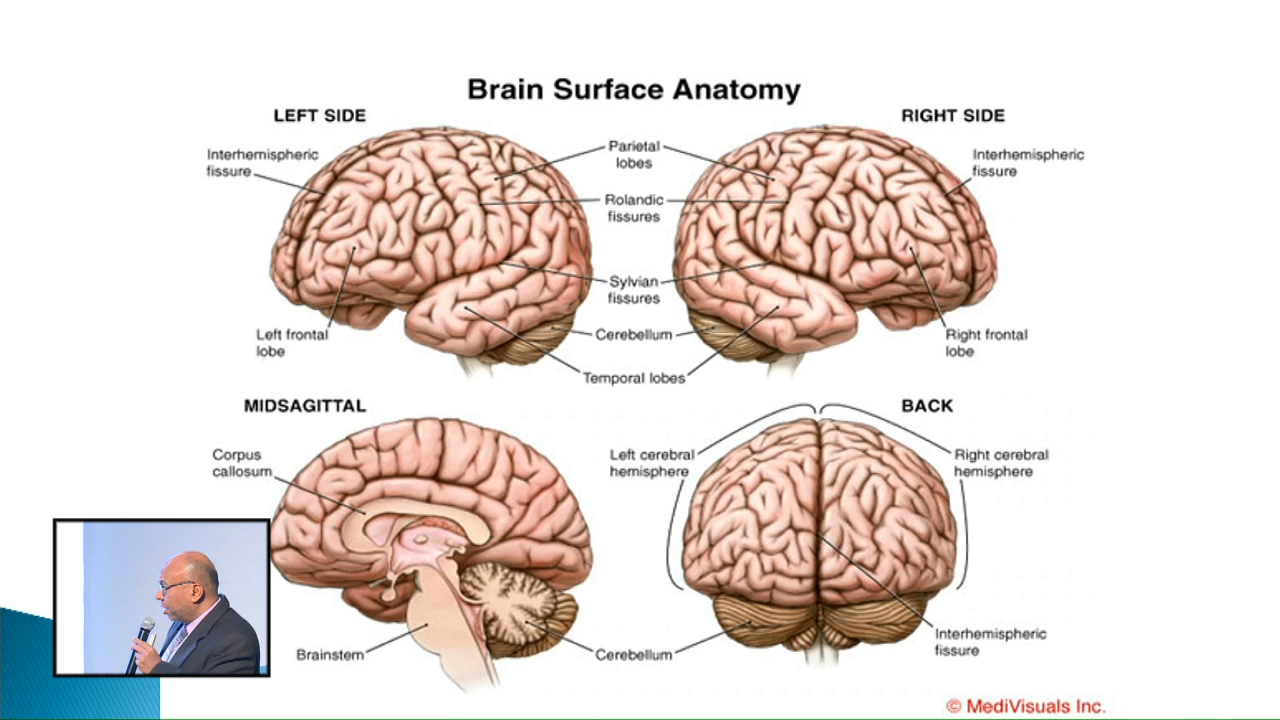 Brain Surface Anatomy
LEFT SIDE
RIGHT SIDE
Interhemispheric
fissure
Parietal
lobes
Interhemispheric
fissure
Rolandic
fissures
Sylvian
fissures
Left frontal
lobe
Cerebellum
Right frontal
lobe
Temporal lobes
MIDSAGITTAL
BACK
Corpus
callosum
Left cerebral
hemisphere
Right cerebral
hemisphere
Brainstem
Cerebellum
Interhemispheric
fissure
© MediVisuals Inc.